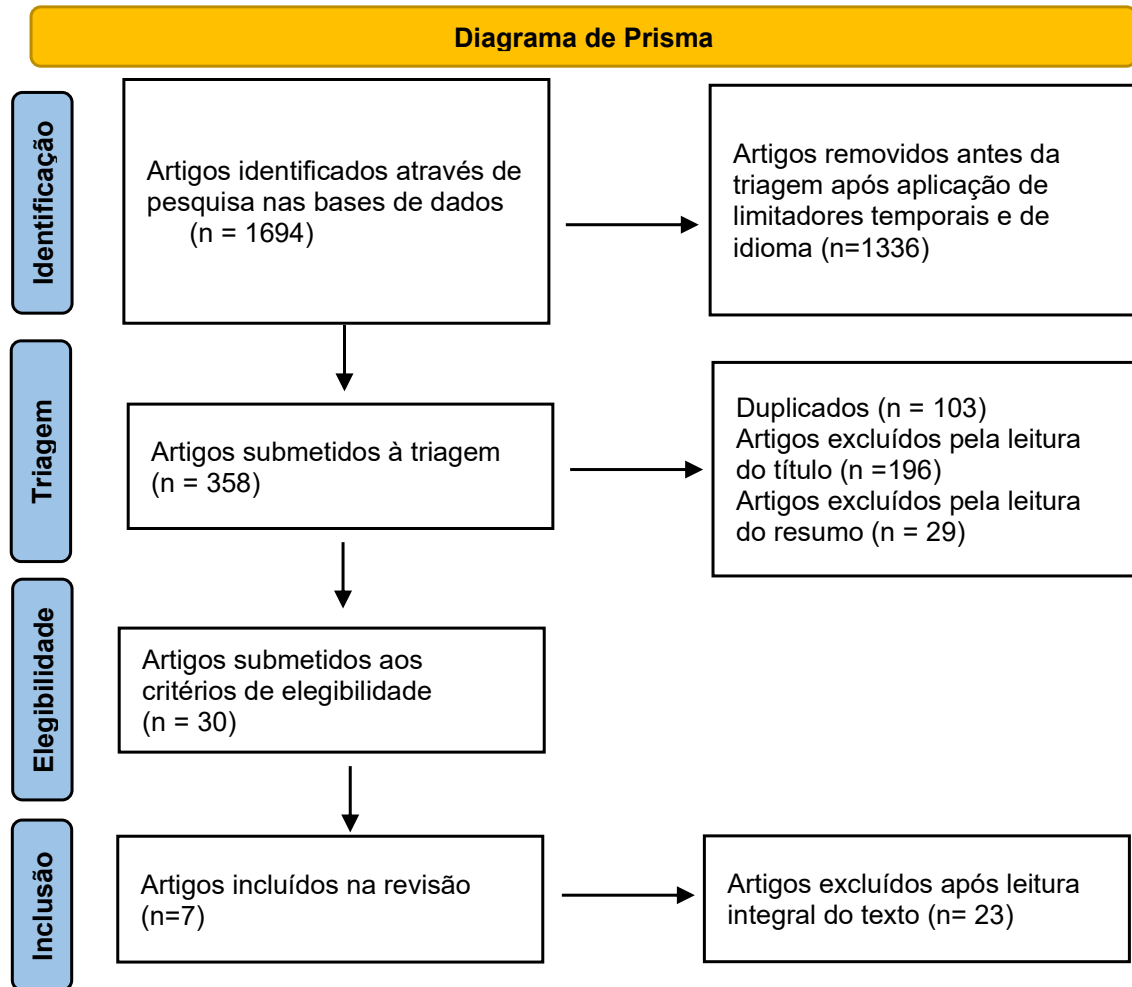 Diagrama de Prisma
Identificação
Artigos identificados através de
pesquisa nas bases de dados
(n = 1694)
Artigos removidos antes da
triagem após aplicação de
limitadores temporais e de
idioma (n=1336)
Triagem
Artigos submetidos à triagem
(n = 358)
Duplicados (n = 103)
Artigos excluídos pela leitura
do título (n =196)
Artigos excluídos pela leitura
do resumo (n = 29)
Elegibilidade
Artigos submetidos aos
critérios de elegibilidade
(n = 30)
Inclusão
Artigos incluídos na revisão
(n=7)
Artigos excluídos após leitura
integral do texto (n= 23)